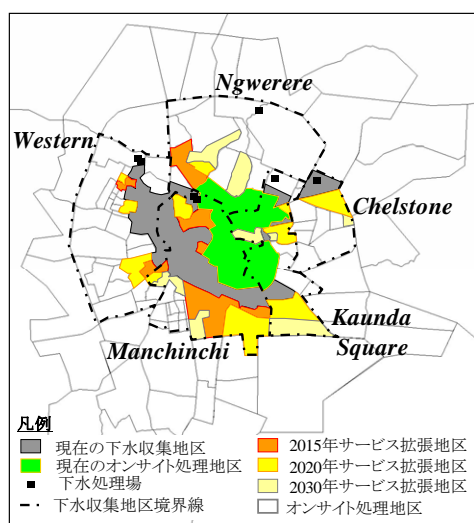 Ngwerere
Western
Chelstone
Kaunda
Square
Manchinchi
凡例
現在の下水収集地区
現在のオンサイト処理地区
下水処理場
下水収集地区境界線
2015年サービス拡張地区
2020年サービス拡張地区
2030年サービス拡張地区
オンサイト処理地区